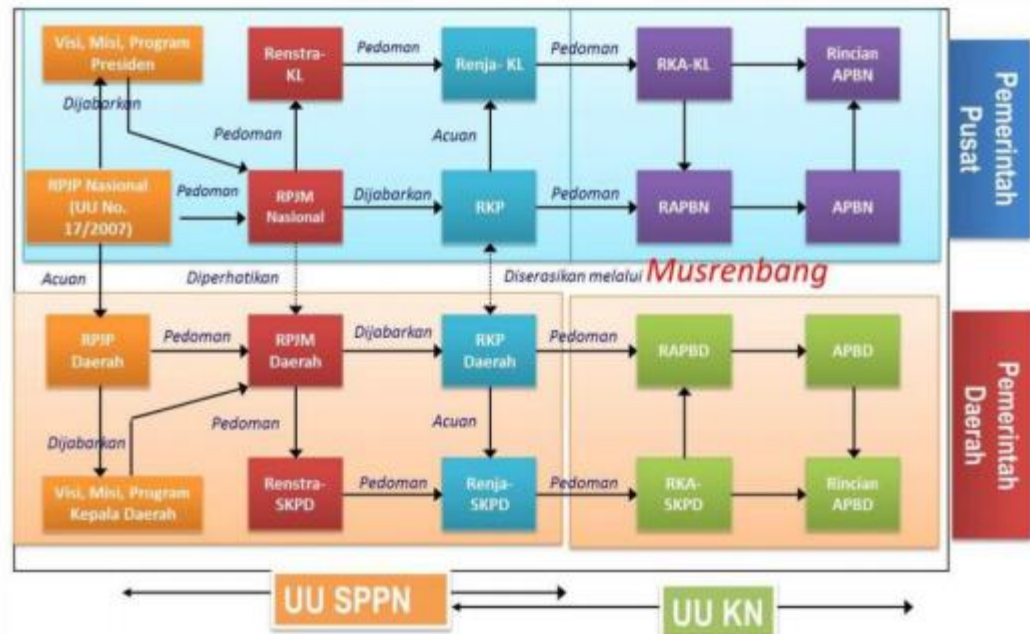 Visi, Misi, Program
Presiden
Renstra-
KL
Pedoman
Renja- KL
Pedoman
RKA-KL
Rincian
APBN
Dijabarkan
Pedoman
Acuan
RPJP Nasional
(UU No.
17/2007)
Pedoman
RPJM
Nasional
Dijabarkan
RKP
Pedoman
RAPBN
APBN
Pemerintah
Pusat
Acuan
Diperhatikan
Diserasikan melalui Musrenbang
RPJP
Daerah
Pedoman
RPJM
Daerah
Dijabarkan
RKP
Daerah
Pedoman
RAPBD
APBD
Dijabarkan
Pedoman
Acuan
Visi, Misi, Program
Kepala Daerah
Renstra-
SKPD
Pedoman
Renja-
SKPD
Pedoman
RKA-
SKPD
Rincian
APBD
Pemerintah
Daerah
UU SPPN
UU KN